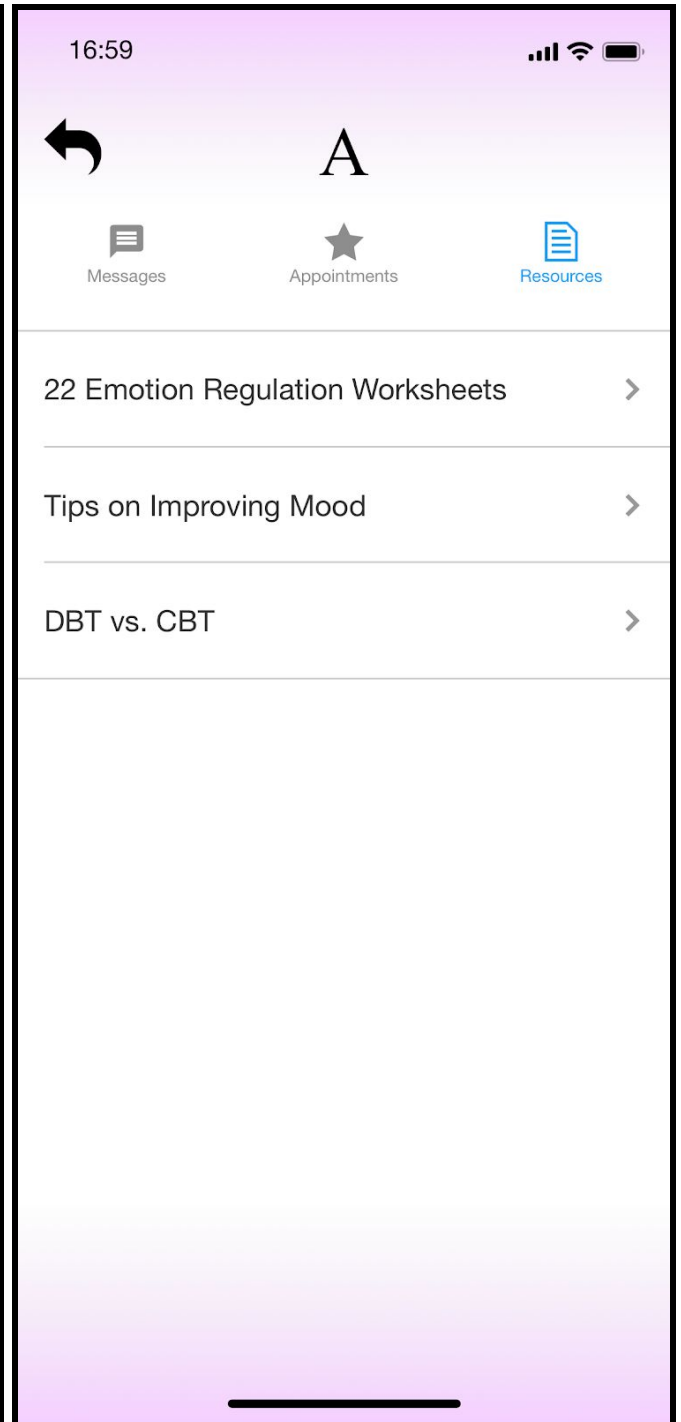 16:59
A
Messages Appointments Resources
22 Emotion Regulation Worksheets
Tips on Improving Mood
DBT vs. CBT